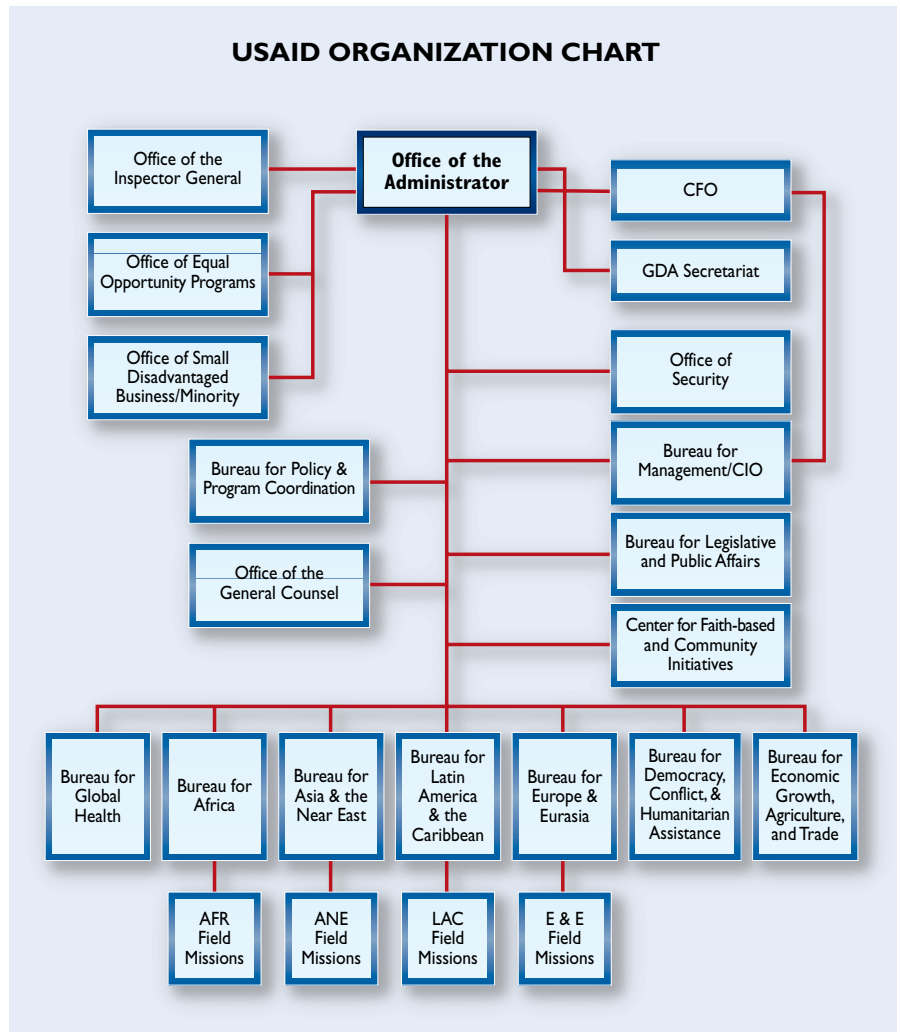 USAID ORGANIZATION CHART
Office of the
Inspector General
Office of the
Administrator
CFO
Office of Equal
Opportunity Programs
GDA Secretariat
Office of Small
Disadvantaged
Business/Minority
Office of
Security
Bureau for Policy &
Program Coordination
Bureau for
Management/CIO
Office of the
General Counsel
Bureau for Legislative
and Public Affairs
Center for Faith-based
and Community
Initiatives
Bureau for
Global
Health
Bureau for
Africa
Bureau for
Asia & the
Near East
Bureau for
Latin
America
& the
Caribbean
Bureau for
Europe &
Eurasia
Bureau for
Democracy,
Conflict, &
Humanitarian
Assistance
Bureau for
Economic
Growth,
Agriculture,
and Trade
AFR
Field
Missions
ANE
Field
Missions
LAC
Field
Missions
E & E
Field
Missions